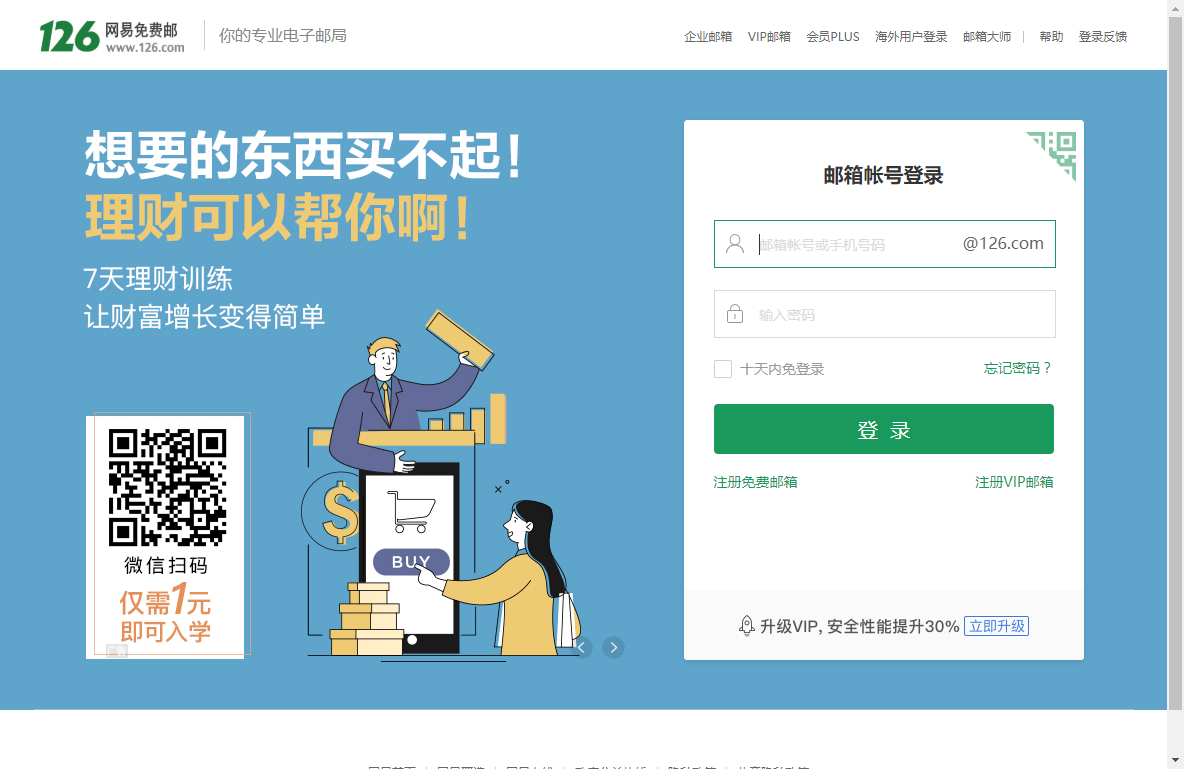 126 网易免费邮
www.126.com
你的专业电子邮局
企业邮箱 VIP邮箱 会员PLUS 海外用户登录 邮箱大师 | 帮助 登录反馈
想要的东西买不起！
理财可以帮你啊！
7天理财训练
让财富增长变得简单
微信扫码
仅需1元
即可入学
$
BUY
邮箱帐号登录
邮箱帐号或手机号码 @126.com
输入密码
十天内免登录 忘记密码？
登 录
注册免费邮箱 注册VIP邮箱
升级VIP, 安全性能提升30% 立即升级